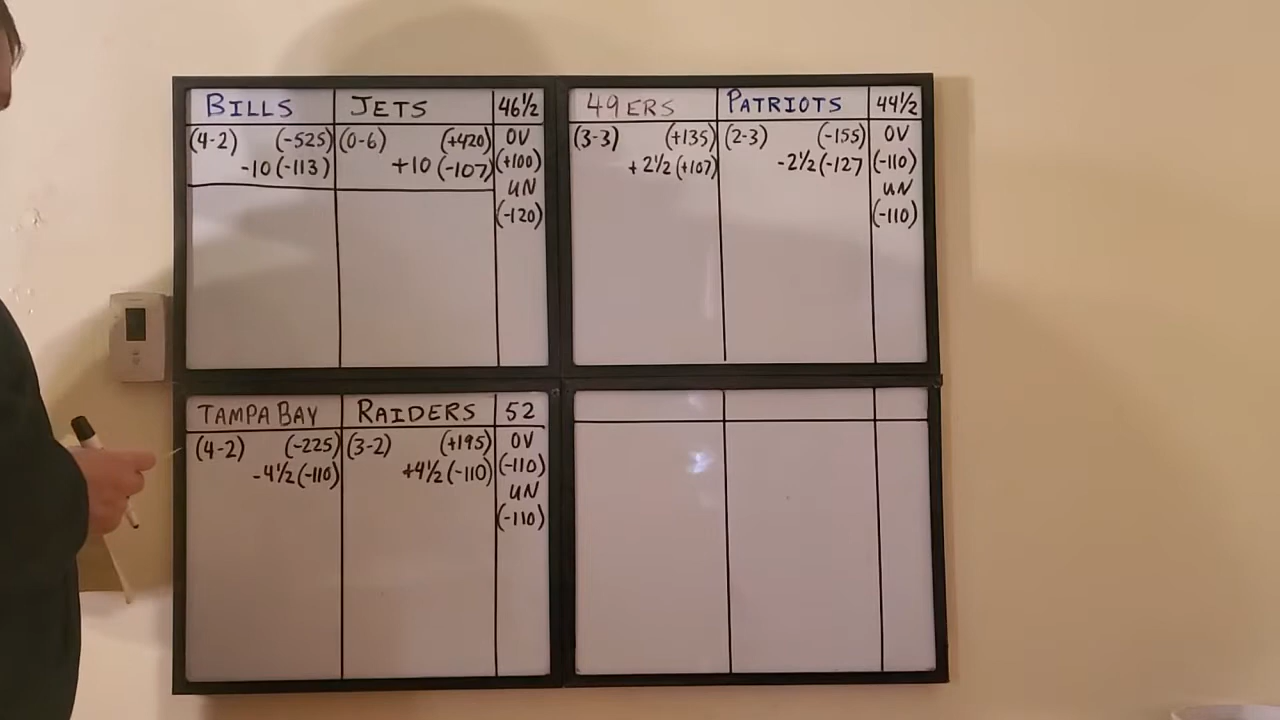 BILLS JETS 46½
(4-2) (-525) (0-6) (+420) OV
-10 (-113) +10 (-107) (+100)
UN
(-120)
49ERS PATRIOTS 44½
(3-3) (+135) (2-3) (-155) OV
+2½ (+107) -2½ (-127 (-110)
UN
(-110)
TAMPA BAY RAIDERS 52
(4-2) (-225) (3-2) (+195) OV
-4½ (-110) +4½ (-110) (-110)
UN
(-110)